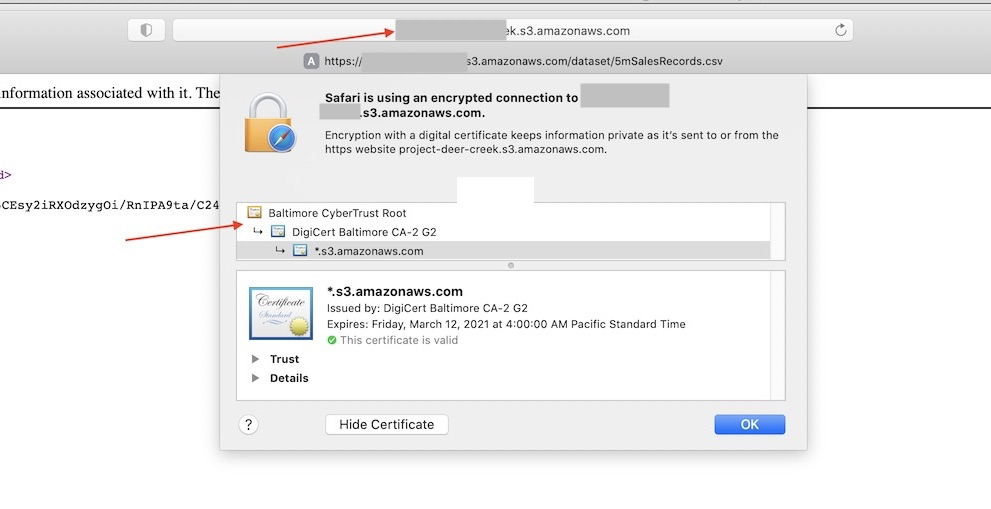 ek.s3.amazonaws.com
A https:// s3.amazonaws.com/dataset/5mSalesRecords.csv
nformation associated with it. The
Safari is using an encrypted connection to
.s3.amazonaws.com.
Encryption with a digital certificate keeps information private as it's sent to or from the
https website project-deer-creek.s3.amazonaws.com.
d>
CEsy2iRXOdzygOi/RnIPA9ta/C24
Baltimore CyberTrust Root
DigiCert Baltimore CA-2 G2
*.s3.amazonaws.com
Certificate
Standard
*.s3.amazonaws.com
Issued by: DigiCert Baltimore CA-2 G2
Expires: Friday, March 12, 2021 at 4:00:00 AM Pacific Standard Time
This certificate is valid
Trust
Details
?
Hide Certificate
OK